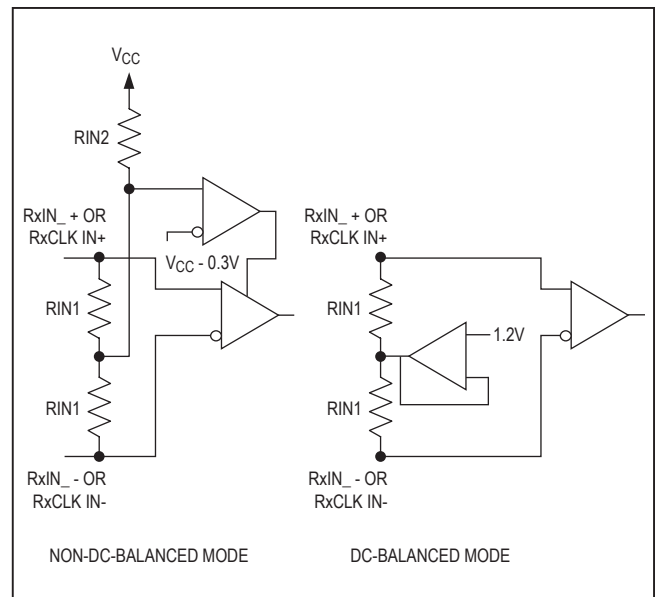 VCC
RIN2
RxIN_ + OR
RxCLK IN+
VCC - 0.3V
RIN1
RIN1
RxIN_ - OR
RxCLK IN-
NON-DC-BALANCED MODE
RxIN_ + OR
RxCLK IN+
RIN1
1.2V
RIN1
RxIN_ - OR
RxCLK IN-
DC-BALANCED MODE